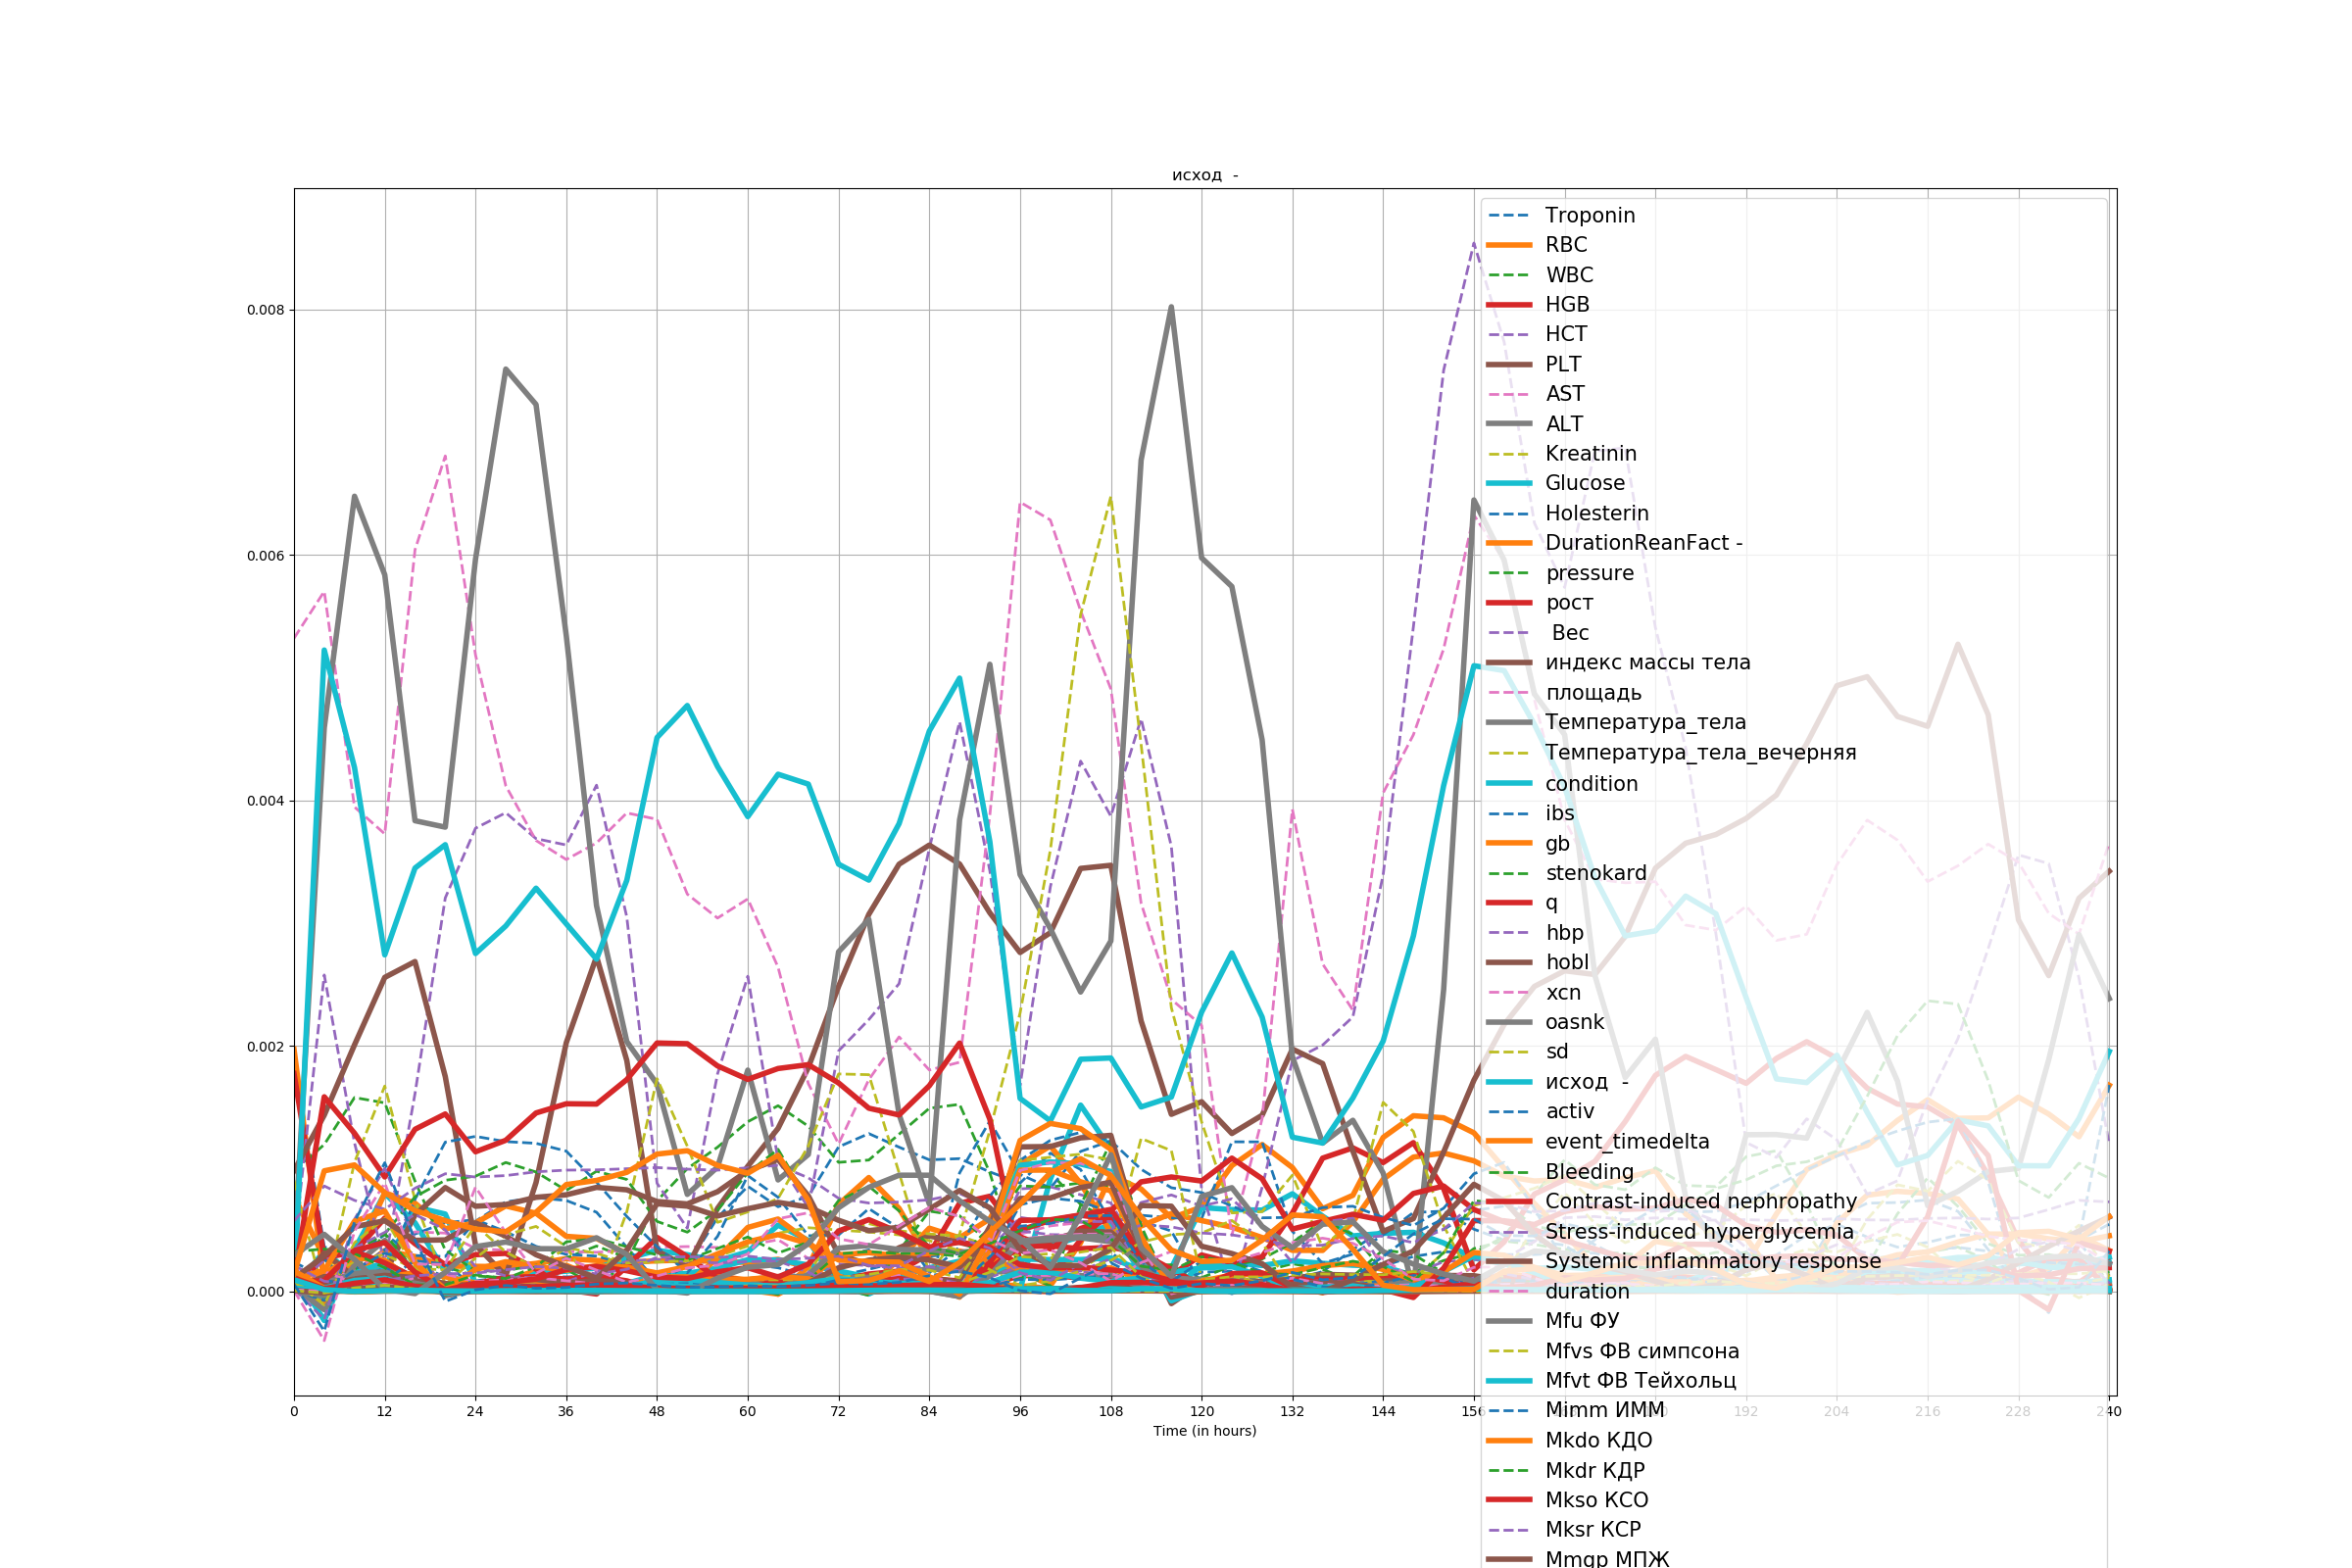 исход -
0.008
0.006
0.004
0.002
0.000
0 12 24 36 48 60 72 84 96 108 120 132 144 156 192 204 216 228 240
Time (in hours)
Troponin
RBC
WBC
HGB
HCT
PLT
AST
ALT
Kreatinin
Glucose
Holesterin
DurationReanFact -
pressure
рост
Вес
индекс массы тела
площадь
Температура_тела
Температура_тела_вечерняя
condition
ibs
gb
stenokard
q
hbp
hobl
xcn
oasnk
sd
исход -
activ
event_timedelta
Bleeding
Contrast-induced nephropathy
Stress-induced hyperglycemia
Systemic inflammatory response
duration
Mfu ФУ
Mfvs ФВ симпсона
Mfvt ФВ Тейхольц
Mimm ИММ
Mkdo КДО
Mkdr КДР
Mkso КСО
Mksr КСР
Mmgp МПЖ